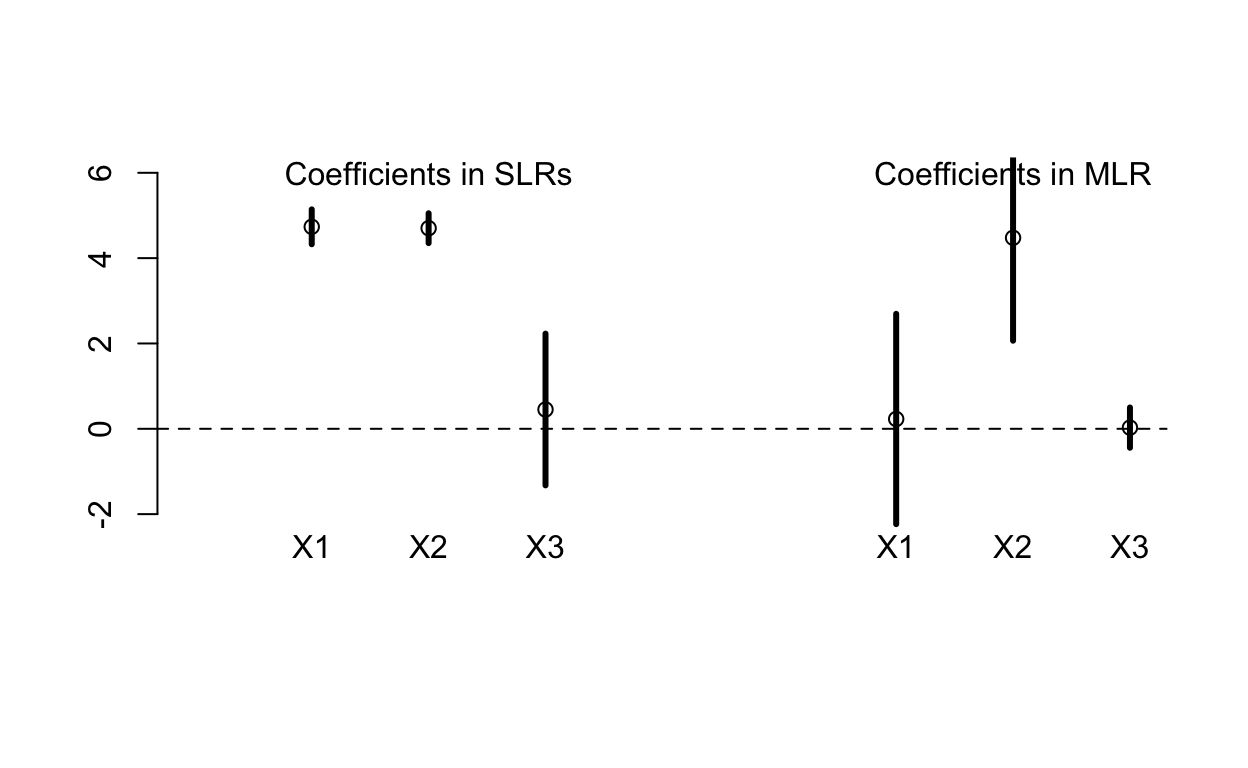 Coefficients in SLRs
Coefficients in MLR
6
4
2
0
-2
X1 X2 X3 X1 X2 X3